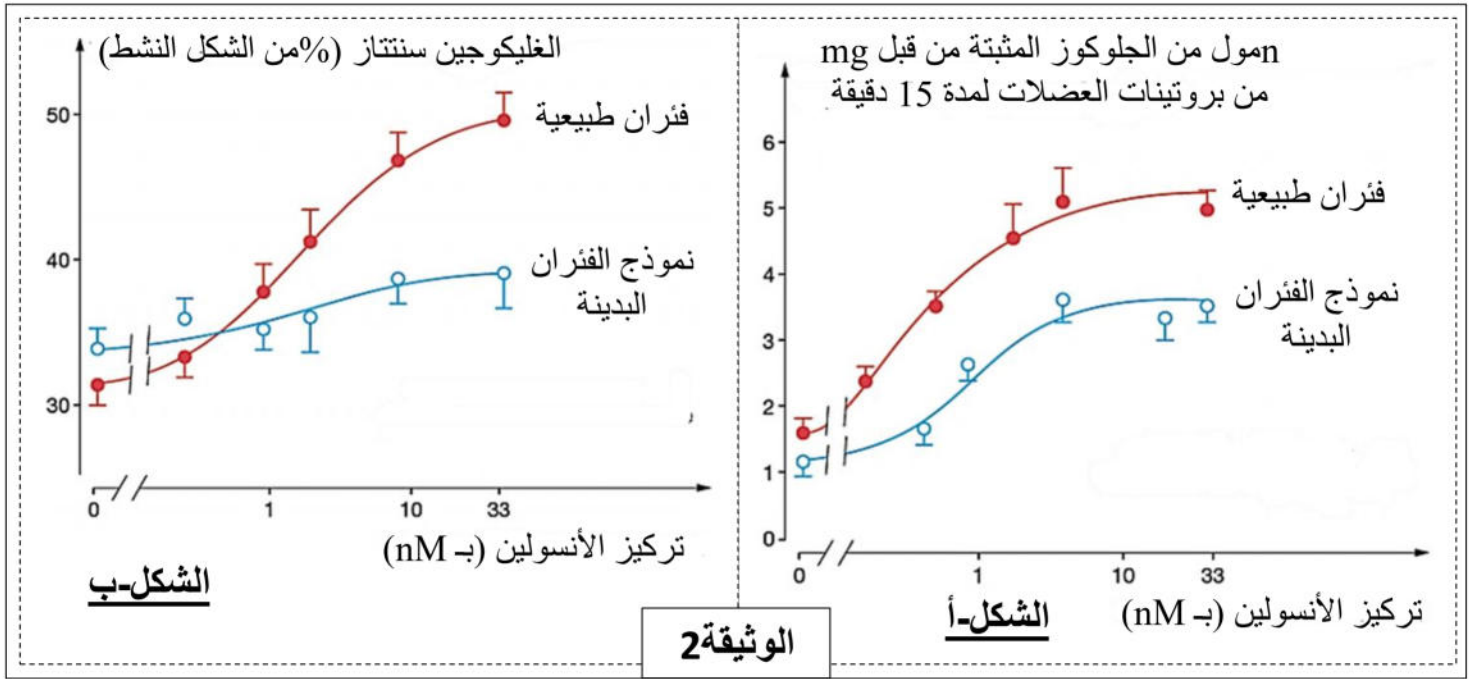 nمول من الجلوكوز المثبتة من قبل mg
من بروتينات العضلات لمدة 15 دقيقة
6
5
4
3
2
1
0
فئران طبيعية
نموذج الفئران
البدينة
0
1
10
33
تركيز الأنسولين (بـ nM)
الشكل-أ
الغليكوجين سنتتاز (%من الشكل النشط)
50
40
30
فئران طبيعية
نموذج الفئران
البدينة
0
1
10
33
تركيز الأنسولين (بـ nM)
الشكل-ب
الوثيقة2